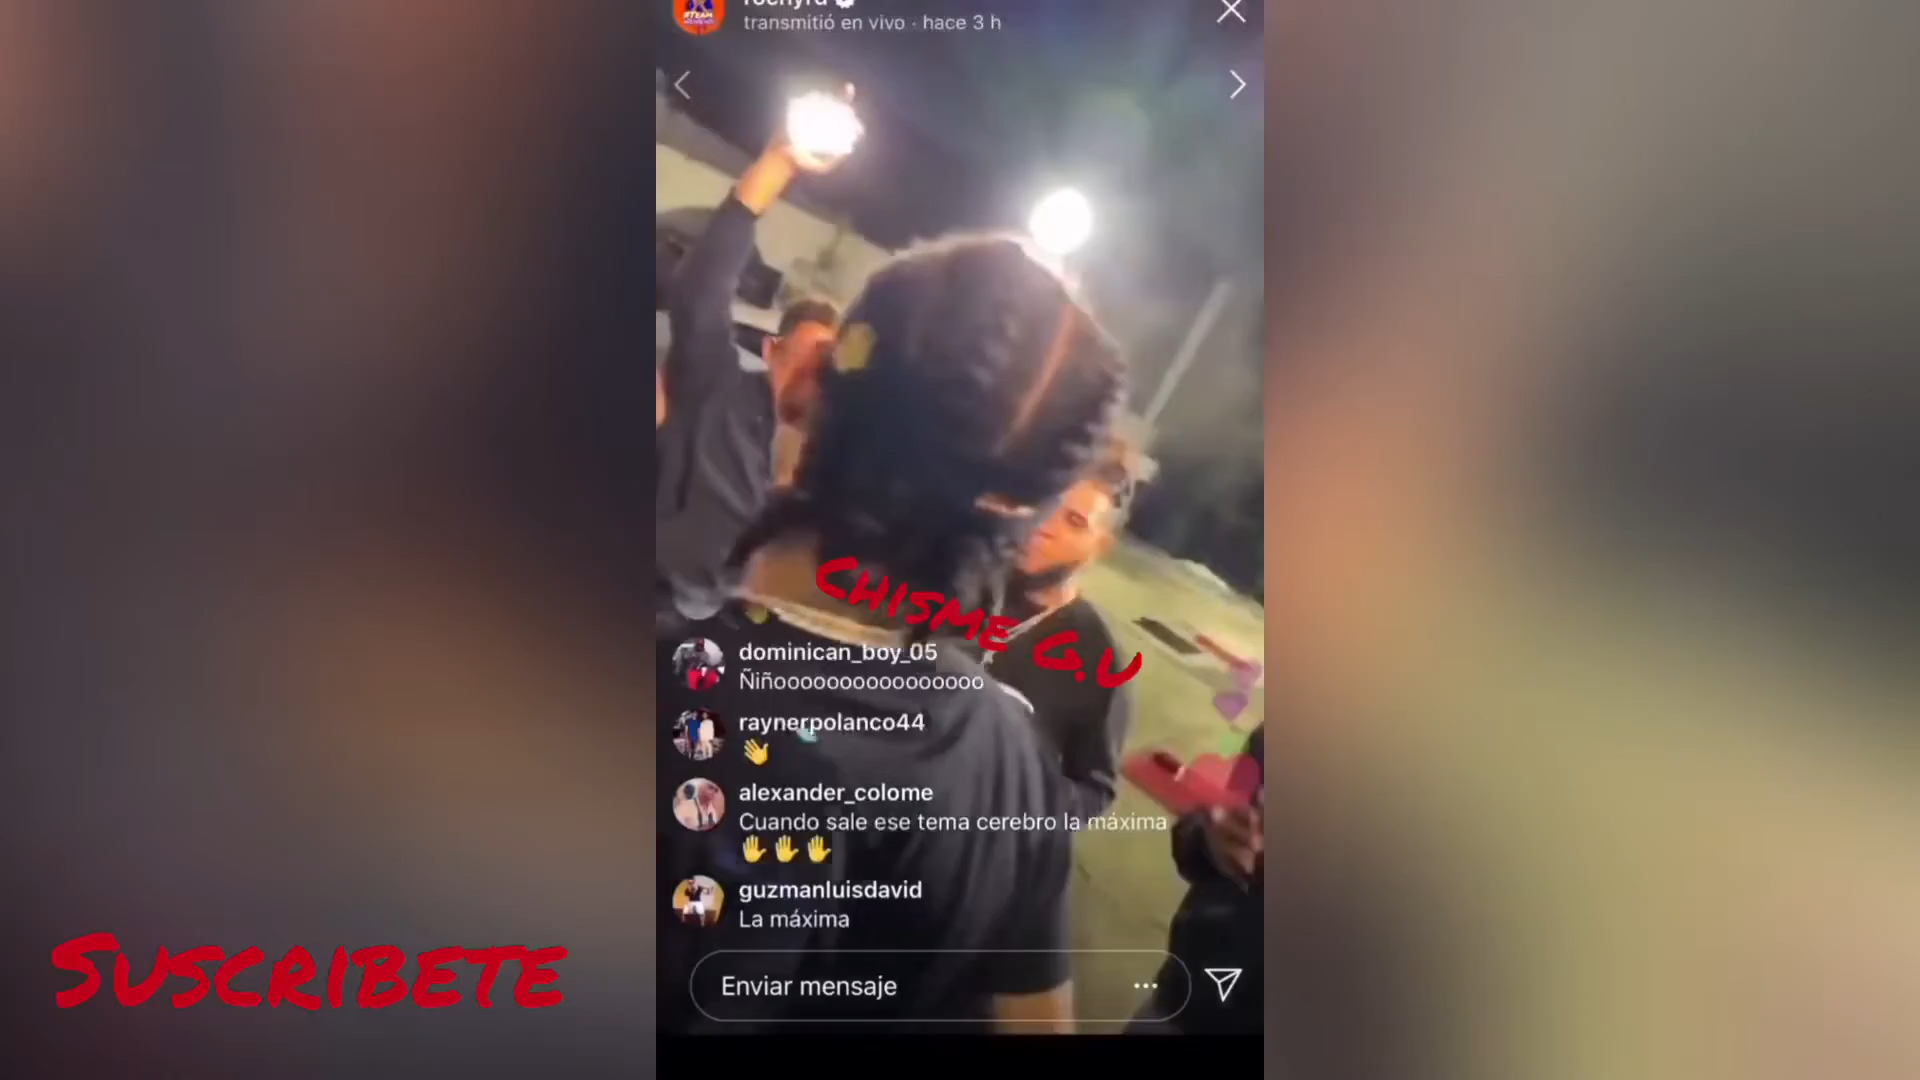 transmitió en vivo · hace 3 h
CHISME G.U
dominican_boy_05
Ñiñoooooooooooooooo
raynerpolanco44
👋
alexander_colome
Cuando sale ese tema cerebro la máxima
✋✋✋
guzmanluisdavid
La máxima
SUSCRIBETE
Enviar mensaje